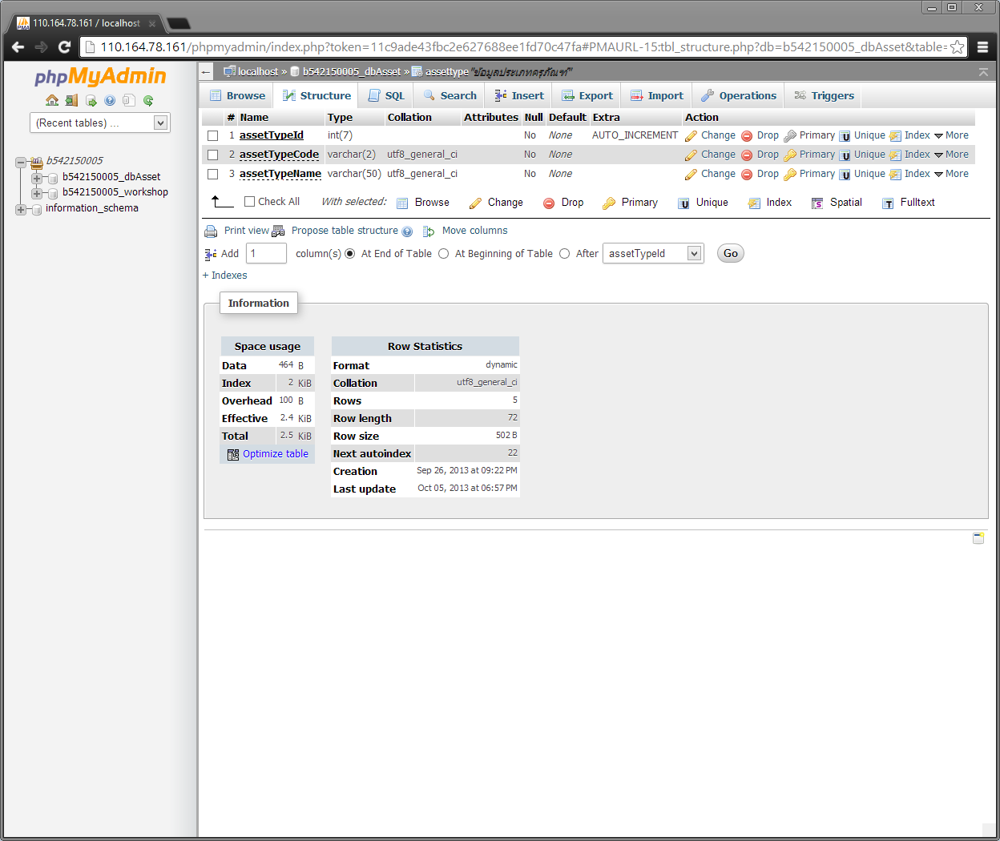 110.164.78.161 / localhost
110.164.78.161/phpmyadmin/index.php?token=11c9ade43fbc2e627688ee1fd70c47fa#PMAURL-15:tbl_structure.php?db=b542150005_dbAsset&table=
phpMyAdmin
(Recent tables) ...
b542150005
b542150005_dbAsset
b542150005_workshop
information_schema
localhost » b542150005_dbAsset » assettype "ข้อมูลประเภทครุภัณฑ์"
Browse Structure SQL Search Insert Export Import Operations Triggers
# Name Type Collation Attributes Null Default Extra Action
1 assetTypeId int(7) No None AUTO_INCREMENT Change Drop Primary Unique Index More
2 assetTypeCode varchar(2) utf8_general_ci No None Change Drop Primary Unique Index More
3 assetTypeName varchar(50) utf8_general_ci No None Change Drop Primary Unique Index More
Check All With selected: Browse Change Drop Primary Unique Index Spatial Fulltext
Print view Propose table structure Move columns
Add 1 column(s) At End of Table At Beginning of Table After assetTypeId Go
+ Indexes
Information
Space usage
Data 464 B
Index 2 KiB
Overhead 100 B
Effective 2.4 KiB
Total 2.5 KiB
Optimize table
Row Statistics
Format dynamic
Collation utf8_general_ci
Rows 5
Row length 72
Row size 502 B
Next autoindex 22
Creation Sep 26, 2013 at 09:22 PM
Last update Oct 05, 2013 at 06:57 PM